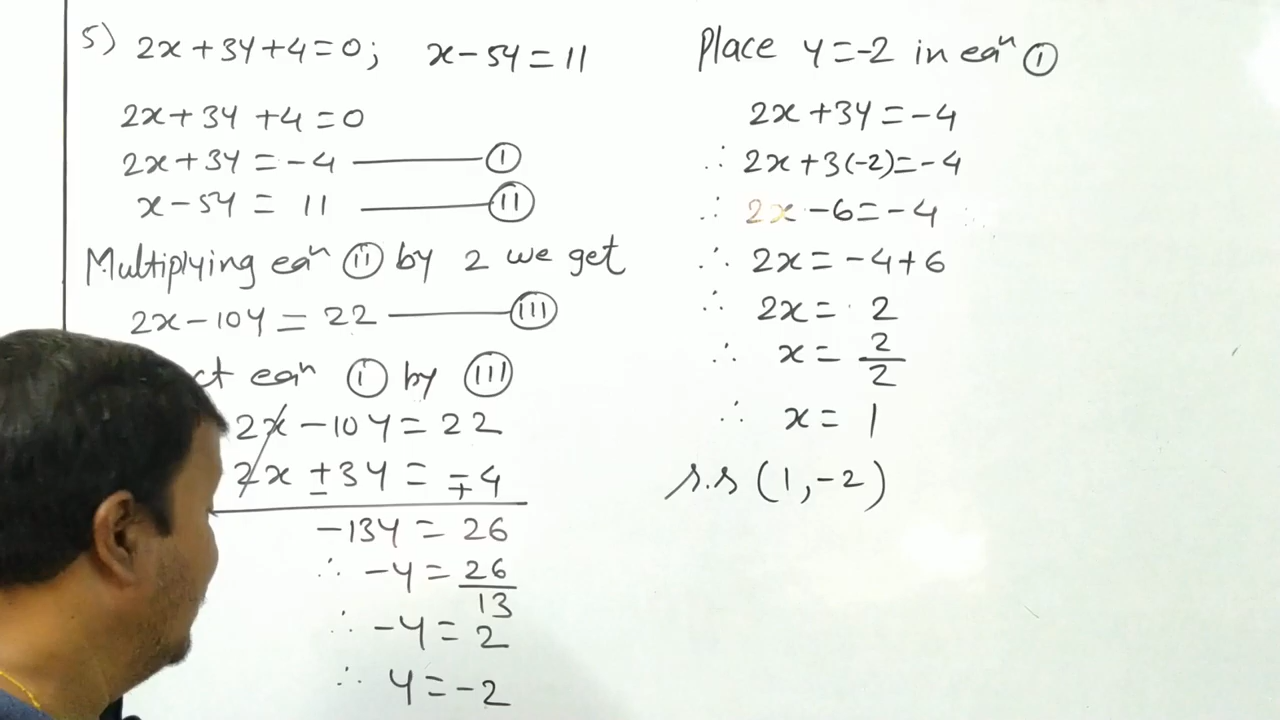 5) 2x+3y+4=0; x-5y=11
2x+3y+4=0
2x+3y=-4 ——— (I)
x-5y=11 ——— (II)
Multiplying eqⁿ (II) by 2 we get
2x-10y=22 ——— (III)
eqⁿ (I) by (III)
2x-10y=22
2x±3y=∓4
-13y=26
∴ -y=26/13
∴ -y=2
∴ y=-2
Place y=-2 in eqⁿ (I)
2x+3y=-4
∴ 2x+3(-2)=-4
∴ 2x-6=-4
∴ 2x=-4+6
∴ 2x=2
∴ x=2/2
∴ x=1
s.s (1,-2)